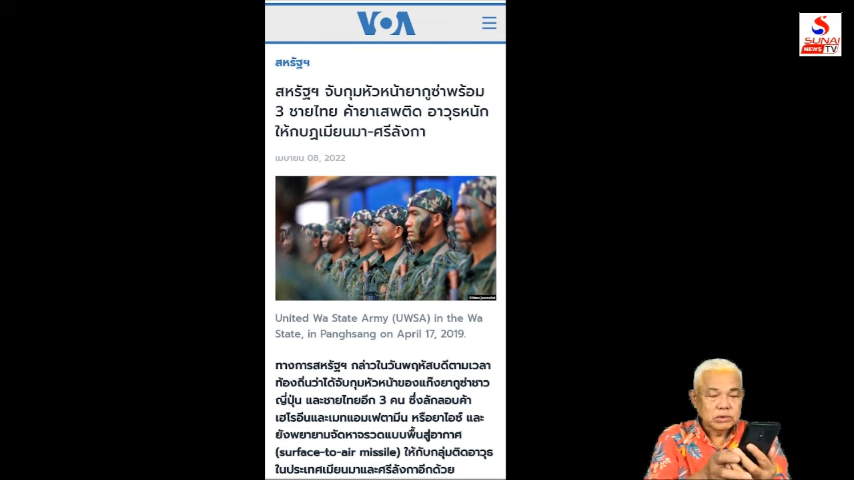 VOA
SUNAI
NEWS TV
สหรัฐฯ
สหรัฐฯ จับกุมหัวหน้ายากูซ่าพร้อม
3 ชายไทย ค้ายาเสพติด อาวุธหนัก
ให้กบฏเมียนมา-ศรีลังกา
เมษายน 08, 2022
United Wa State Army (UWSA) in the Wa
State, in Panghsang on April 17, 2019.
ทางการสหรัฐฯ กล่าวในวันพฤหัสบดีตามเวลา
ท้องถิ่นว่าได้จับกุมหัวหน้าของแก๊งยากูซ่าชาว
ญี่ปุ่น และชายไทยอีก 3 คน ซึ่งลักลอบค้า
เฮโรอีนและเมทแอมเฟตามีน หรือยาไอซ์ และ
ยังพยายามจัดหาจรวดแบบพื้นสู่อากาศ
(surface-to-air missile) ให้กับกลุ่มติดอาวุธ
ในประเทศเมียนมาและศรีลังกาอีกด้วย